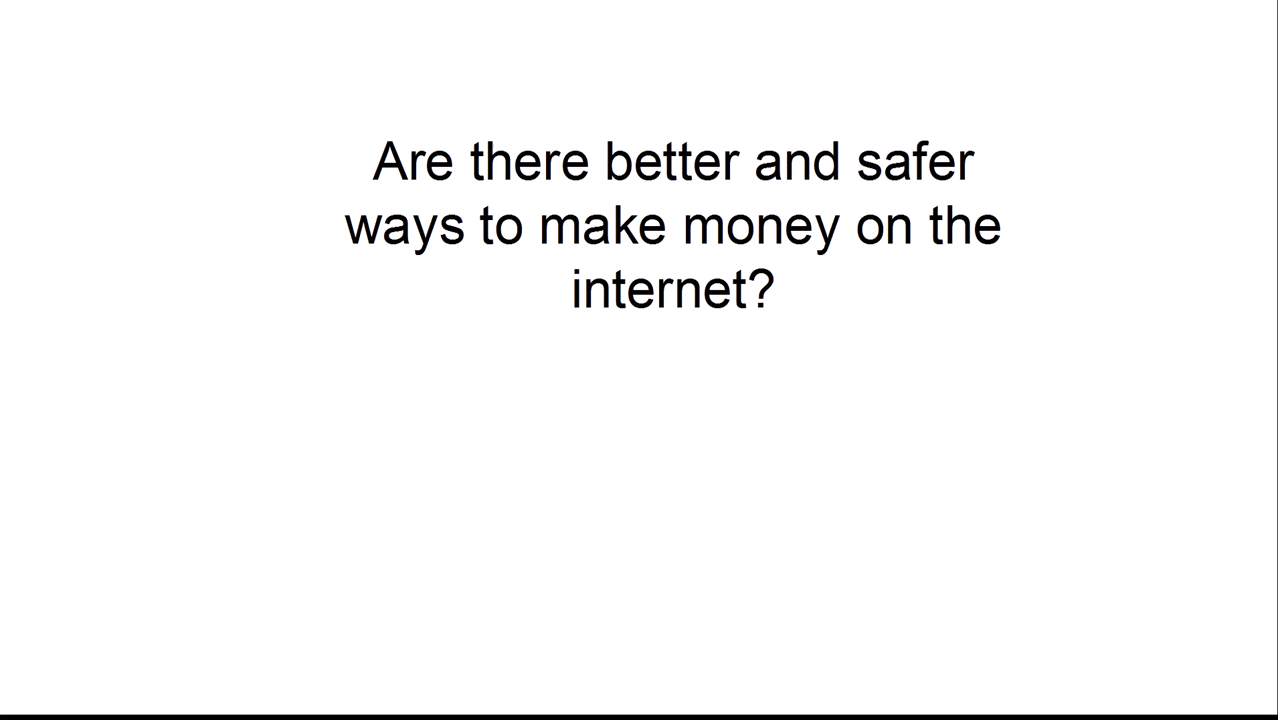 Are there better and safer
ways to make money on the
internet?